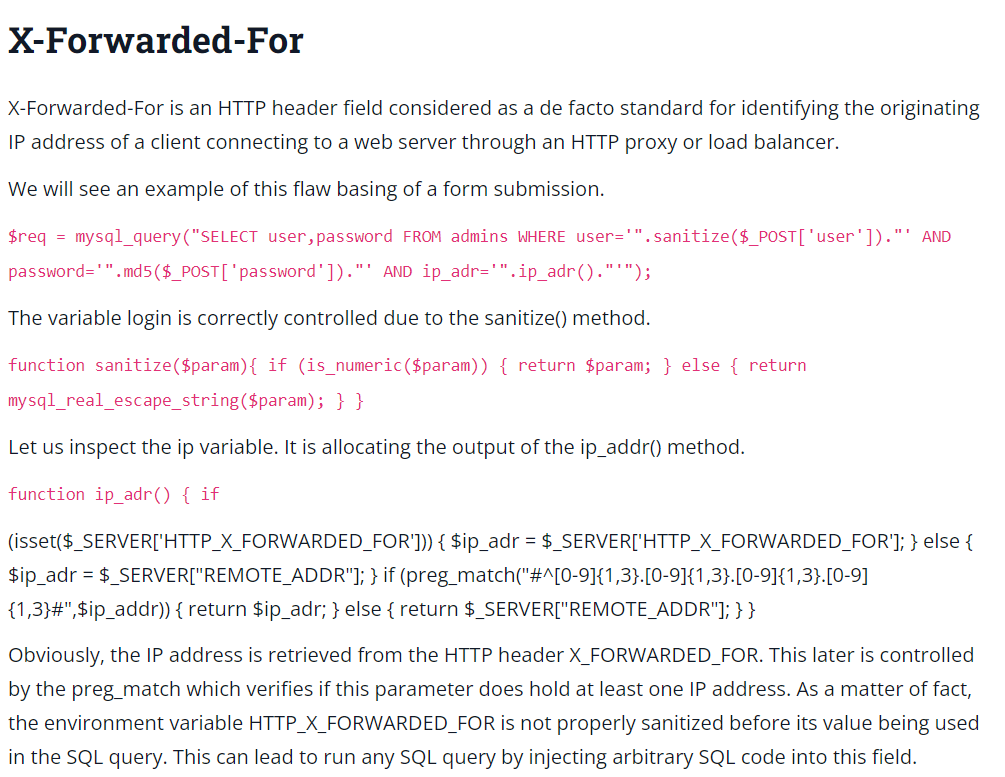 X-Forwarded-For
X-Forwarded-For is an HTTP header field considered as a de facto standard for identifying the originating
IP address of a client connecting to a web server through an HTTP proxy or load balancer.
We will see an example of this flaw basing of a form submission.
$req = mysql_query("SELECT user,password FROM admins WHERE user='".sanitize($_POST['user'])."' AND
password='".md5($_POST['password'])."' AND ip_adr='".ip_adr()."'");
The variable login is correctly controlled due to the sanitize() method.
function sanitize($param){ if (is_numeric($param)) { return $param; } else { return
mysql_real_escape_string($param); } }
Let us inspect the ip variable. It is allocating the output of the ip_addr() method.
function ip_adr() { if
(isset($_SERVER['HTTP_X_FORWARDED_FOR'])) { $ip_adr = $_SERVER['HTTP_X_FORWARDED_FOR']; } else {
$ip_adr = $_SERVER["REMOTE_ADDR"]; } if (preg_match("#^[0-9]{1,3}.[0-9]{1,3}.[0-9]{1,3}.[0-9]
{1,3}#",$ip_addr)) { return $ip_adr; } else { return $_SERVER["REMOTE_ADDR"]; } }
Obviously, the IP address is retrieved from the HTTP header X_FORWARDED_FOR. This later is controlled
by the preg_match which verifies if this parameter does hold at least one IP address. As a matter of fact,
the environment variable HTTP_X_FORWARDED_FOR is not properly sanitized before its value being used
in the SQL query. This can lead to run any SQL query by injecting arbitrary SQL code into this field.